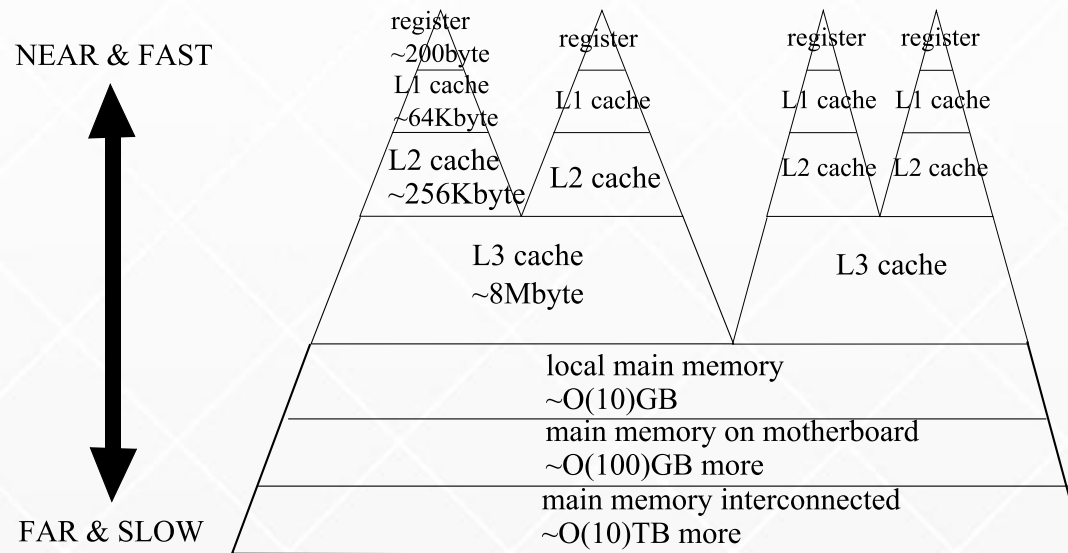 NEAR & FAST
register
~200byte
L1 cache
~64Kbyte
L2 cache
~256Kbyte
register
L1 cache
L2 cache
register
L1 cache
L2 cache
register
L1 cache
L2 cache
L3 cache
~8Mbyte
L3 cache
local main memory
~O(10)GB
main memory on motherboard
~O(100)GB more
main memory interconnected
~O(10)TB more
FAR & SLOW